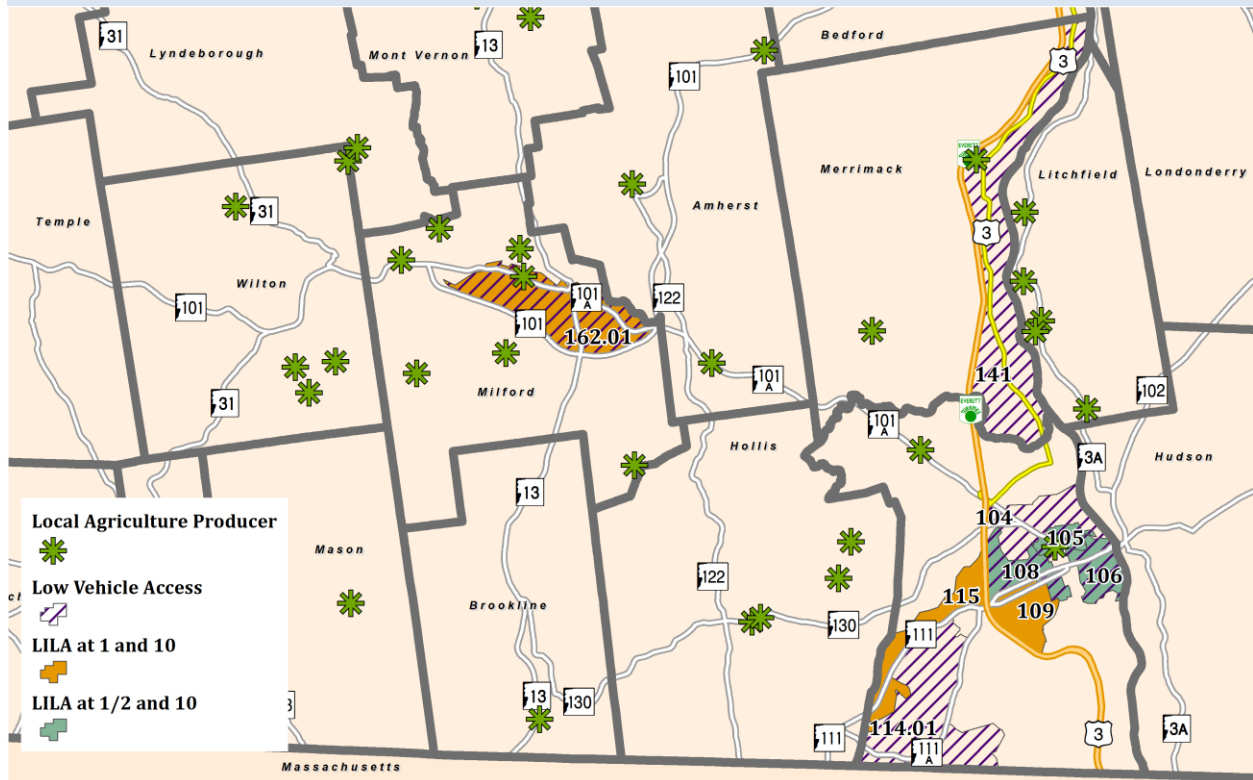 Lyndeborough
Mont Vernon
Bedford
31
13
101
3
Merrimack
Litchfield
Londonderry
EVERETT
Temple
31
Amherst
3
Wilton
101
101
A
122
101
162.01
Milford
141
101
A
102
31
EVERETT
TURNPIKE
101
A
Hollis
3A
Hudson
13
104
105
108
106
Mason
122
115
109
Brookline
130
111
13
130
114.01
111
111
A
3
3A
Massachusetts
Local Agriculture Producer
Low Vehicle Access
LILA at 1 and 10
LILA at 1/2 and 10